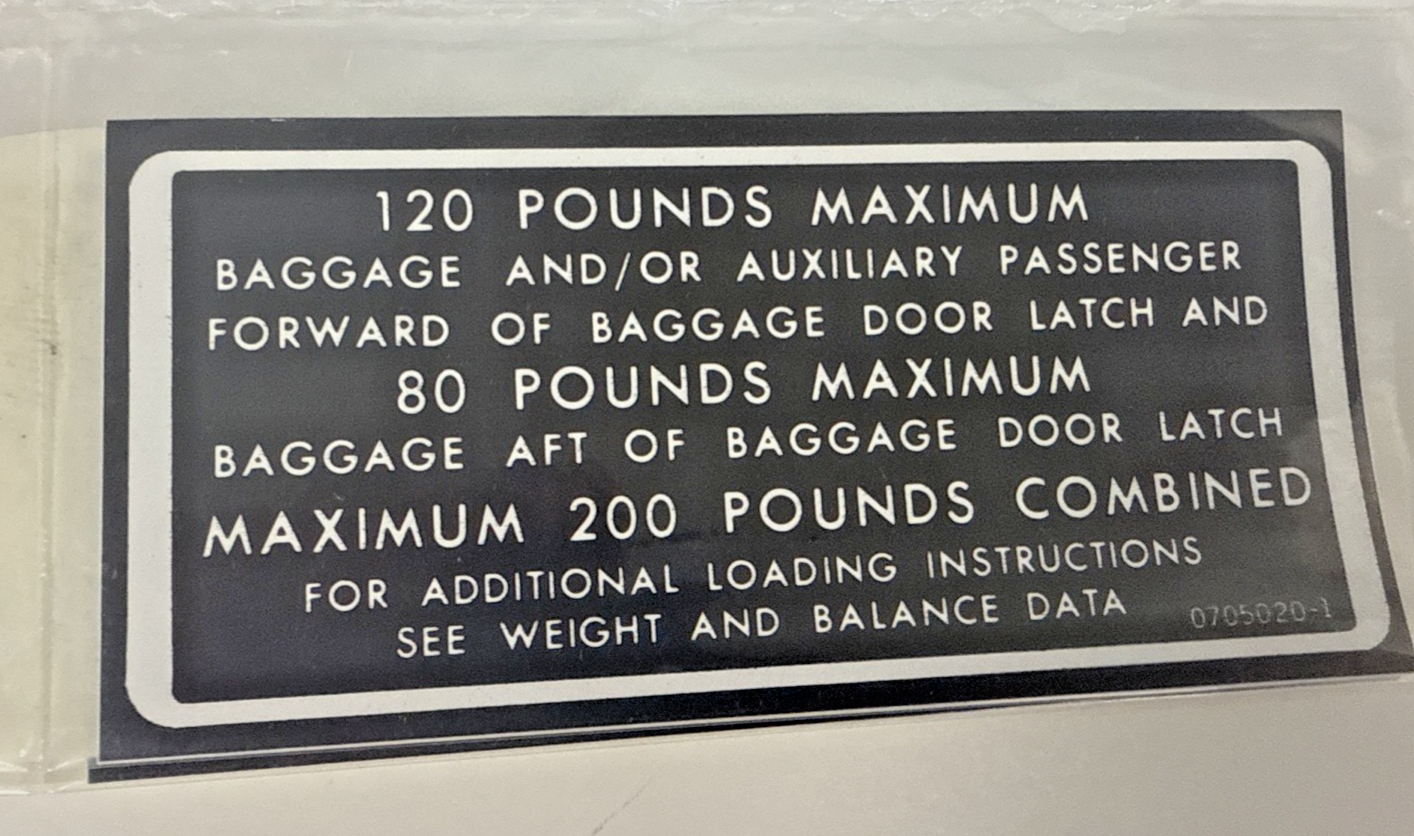 120 POUNDS MAXIMUM
BAGGAGE AND/OR AUXILIARY PASSENGER
FORWARD OF BAGGAGE DOOR LATCH AND
80 POUNDS MAXIMUM
BAGGAGE AFT OF BAGGAGE DOOR LATCH
MAXIMUM 200 POUNDS COMBINED
FOR ADDITIONAL LOADING INSTRUCTIONS
SEE WEIGHT AND BALANCE DATA
0705020-1